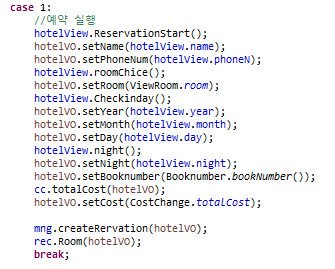 case 1:
//예약 실행
hotelView.ReservationStart();
hotelVO.setName(hotelView.name);
hotelVO.setPhoneNum(hotelView.phoneN);
hotelView.roomChice();
hotelVO.setRoom(ViewRoom.room);
hotelView.Checkinday();
hotelVO.setYear(hotelView.year);
hotelVO.setMonth(hotelView.month);
hotelVO.setDay(hotelView.day);
hotelView.night();
hotelVO.setNight(hotelView.night);
hotelVO.setBooknumber(Booknumber.bookNumber());
cc.totalCost(hotelVO);
hotelVO.setCost(CostChange.totalCost);
mng.createRervation(hotelVO);
rec.Room(hotelVO);
break;